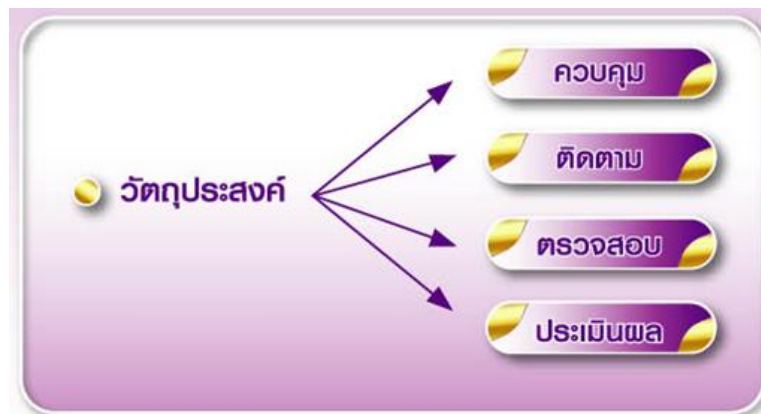 วัตถุประสงค์
ควบคุม
ติดตาม
ตรวจสอบ
ประเมินผล